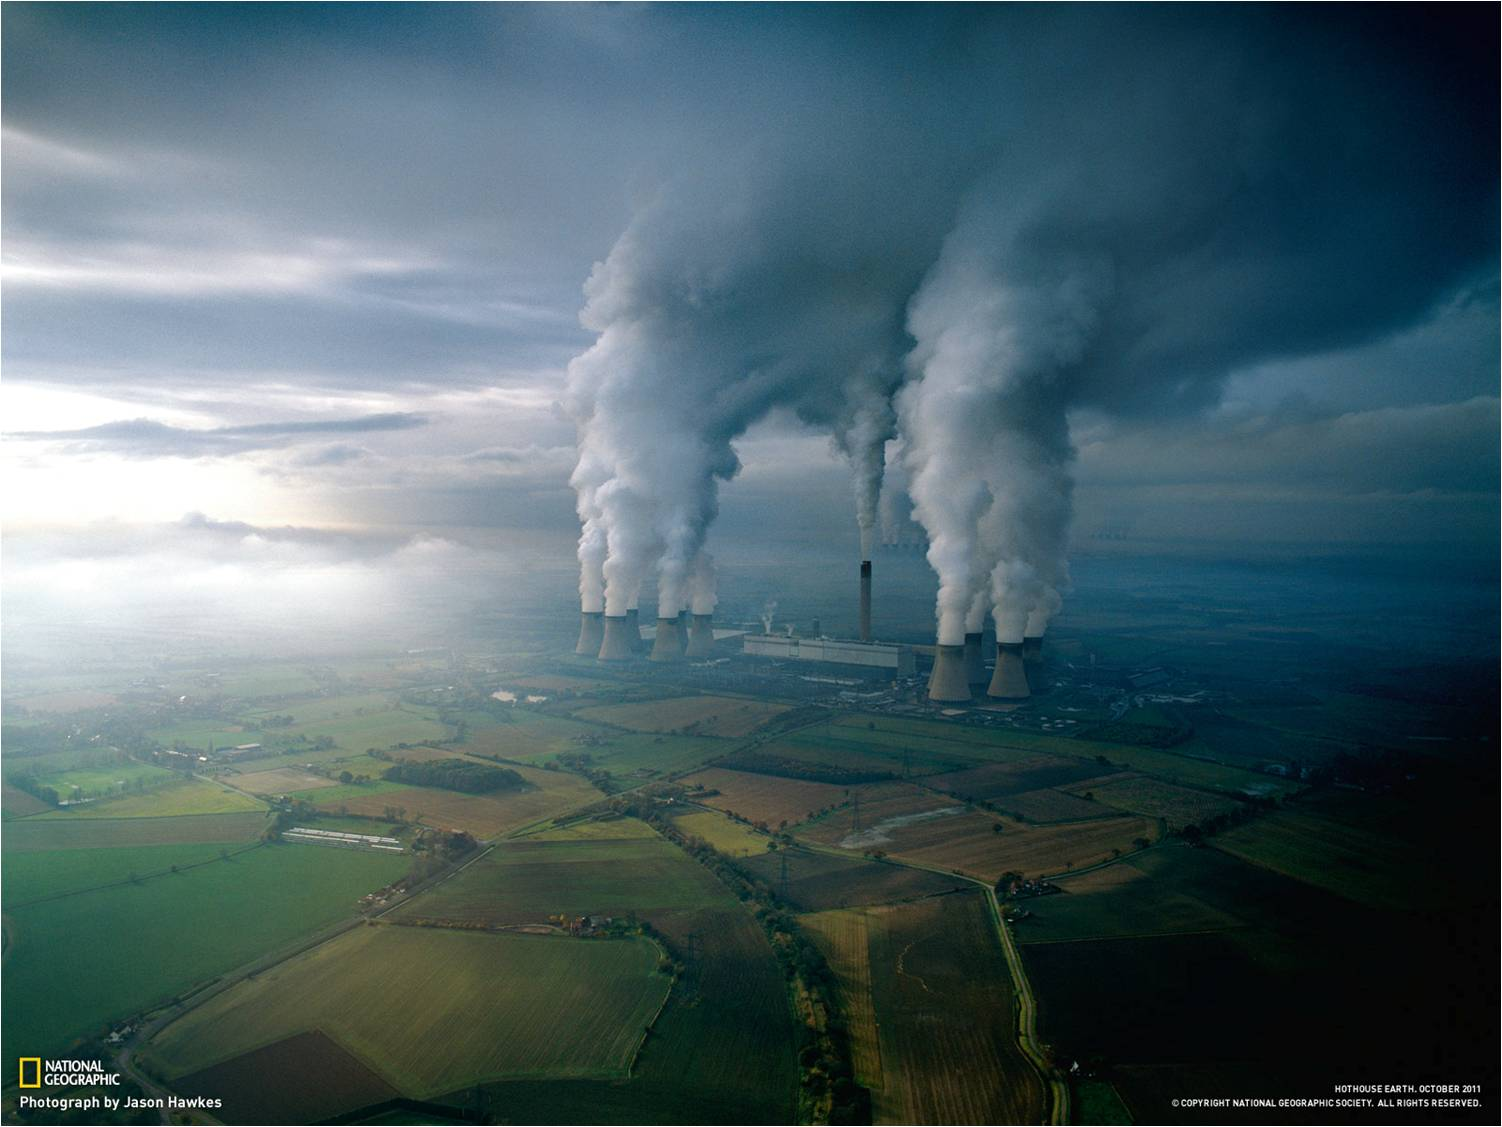 NATIONAL
GEOGRAPHIC
Photograph by Jason Hawkes
HOTHOUSE EARTH. OCTOBER 2011
© COPYRIGHT NATIONAL GEOGRAPHIC SOCIETY. ALL RIGHTS RESERVED.